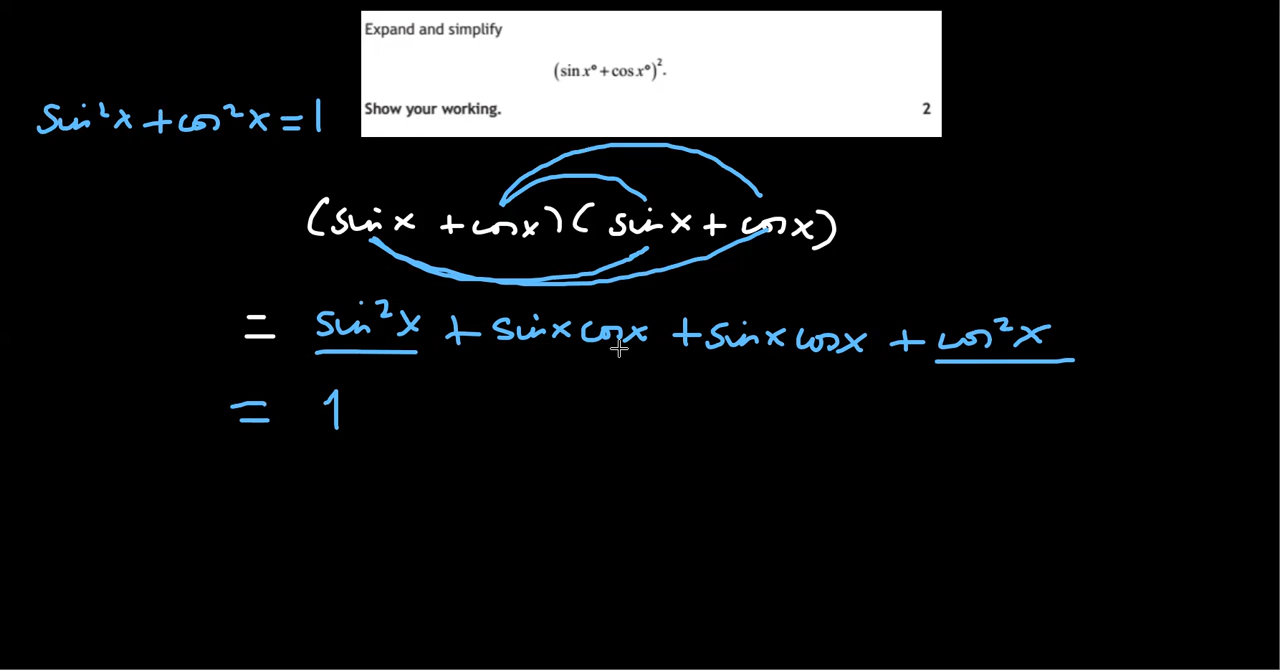 Expand and simplify
(sin x° + cos x°)².
Show your working. 2
sin²x + cos²x = 1
(sin x + cos x)(sin x + cos x)
= sin²x + sin x cos x + sin x cos x + cos²x
= 1